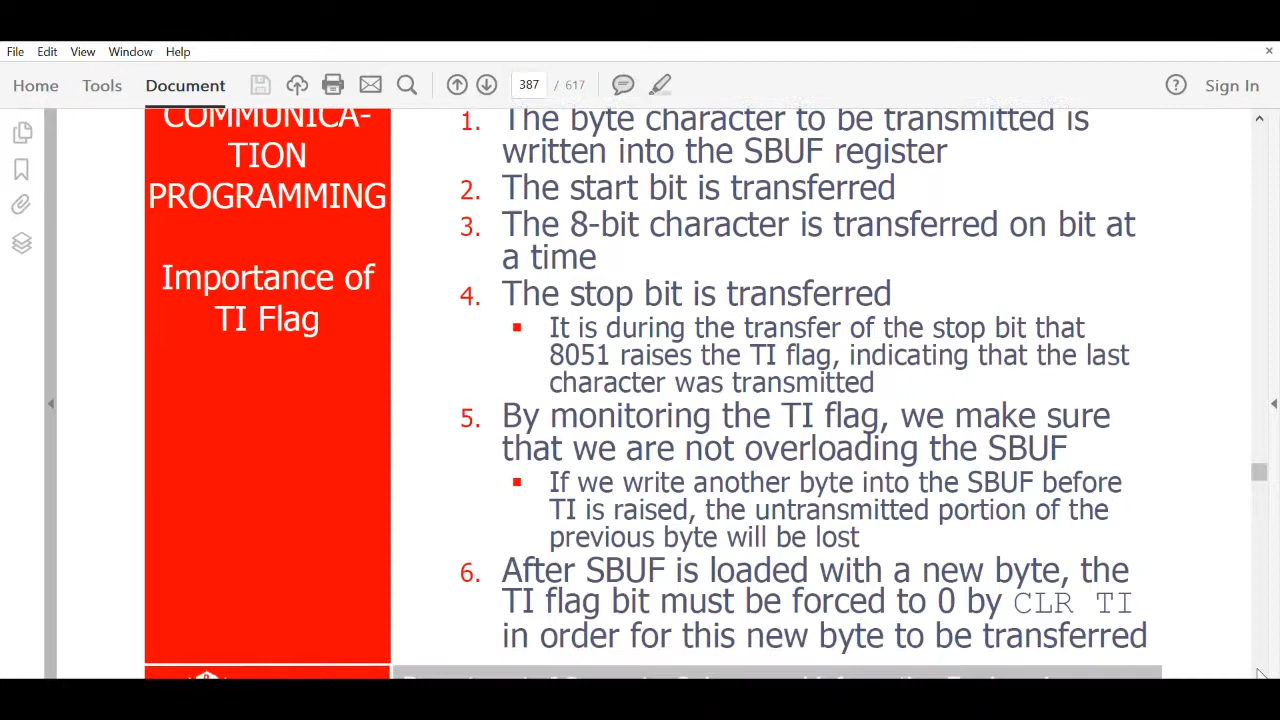 File Edit View Window Help
Home Tools Document 387 / 617 Sign In
COMMUNICA-
TION
PROGRAMMING
Importance of
TI Flag
1. The byte character to be transmitted is
written into the SBUF register
2. The start bit is transferred
3. The 8-bit character is transferred on bit at
a time
4. The stop bit is transferred
It is during the transfer of the stop bit that
8051 raises the TI flag, indicating that the last
character was transmitted
5. By monitoring the TI flag, we make sure
that we are not overloading the SBUF
If we write another byte into the SBUF before
TI is raised, the untransmitted portion of the
previous byte will be lost
6. After SBUF is loaded with a new byte, the
TI flag bit must be forced to 0 by CLR TI
in order for this new byte to be transferred